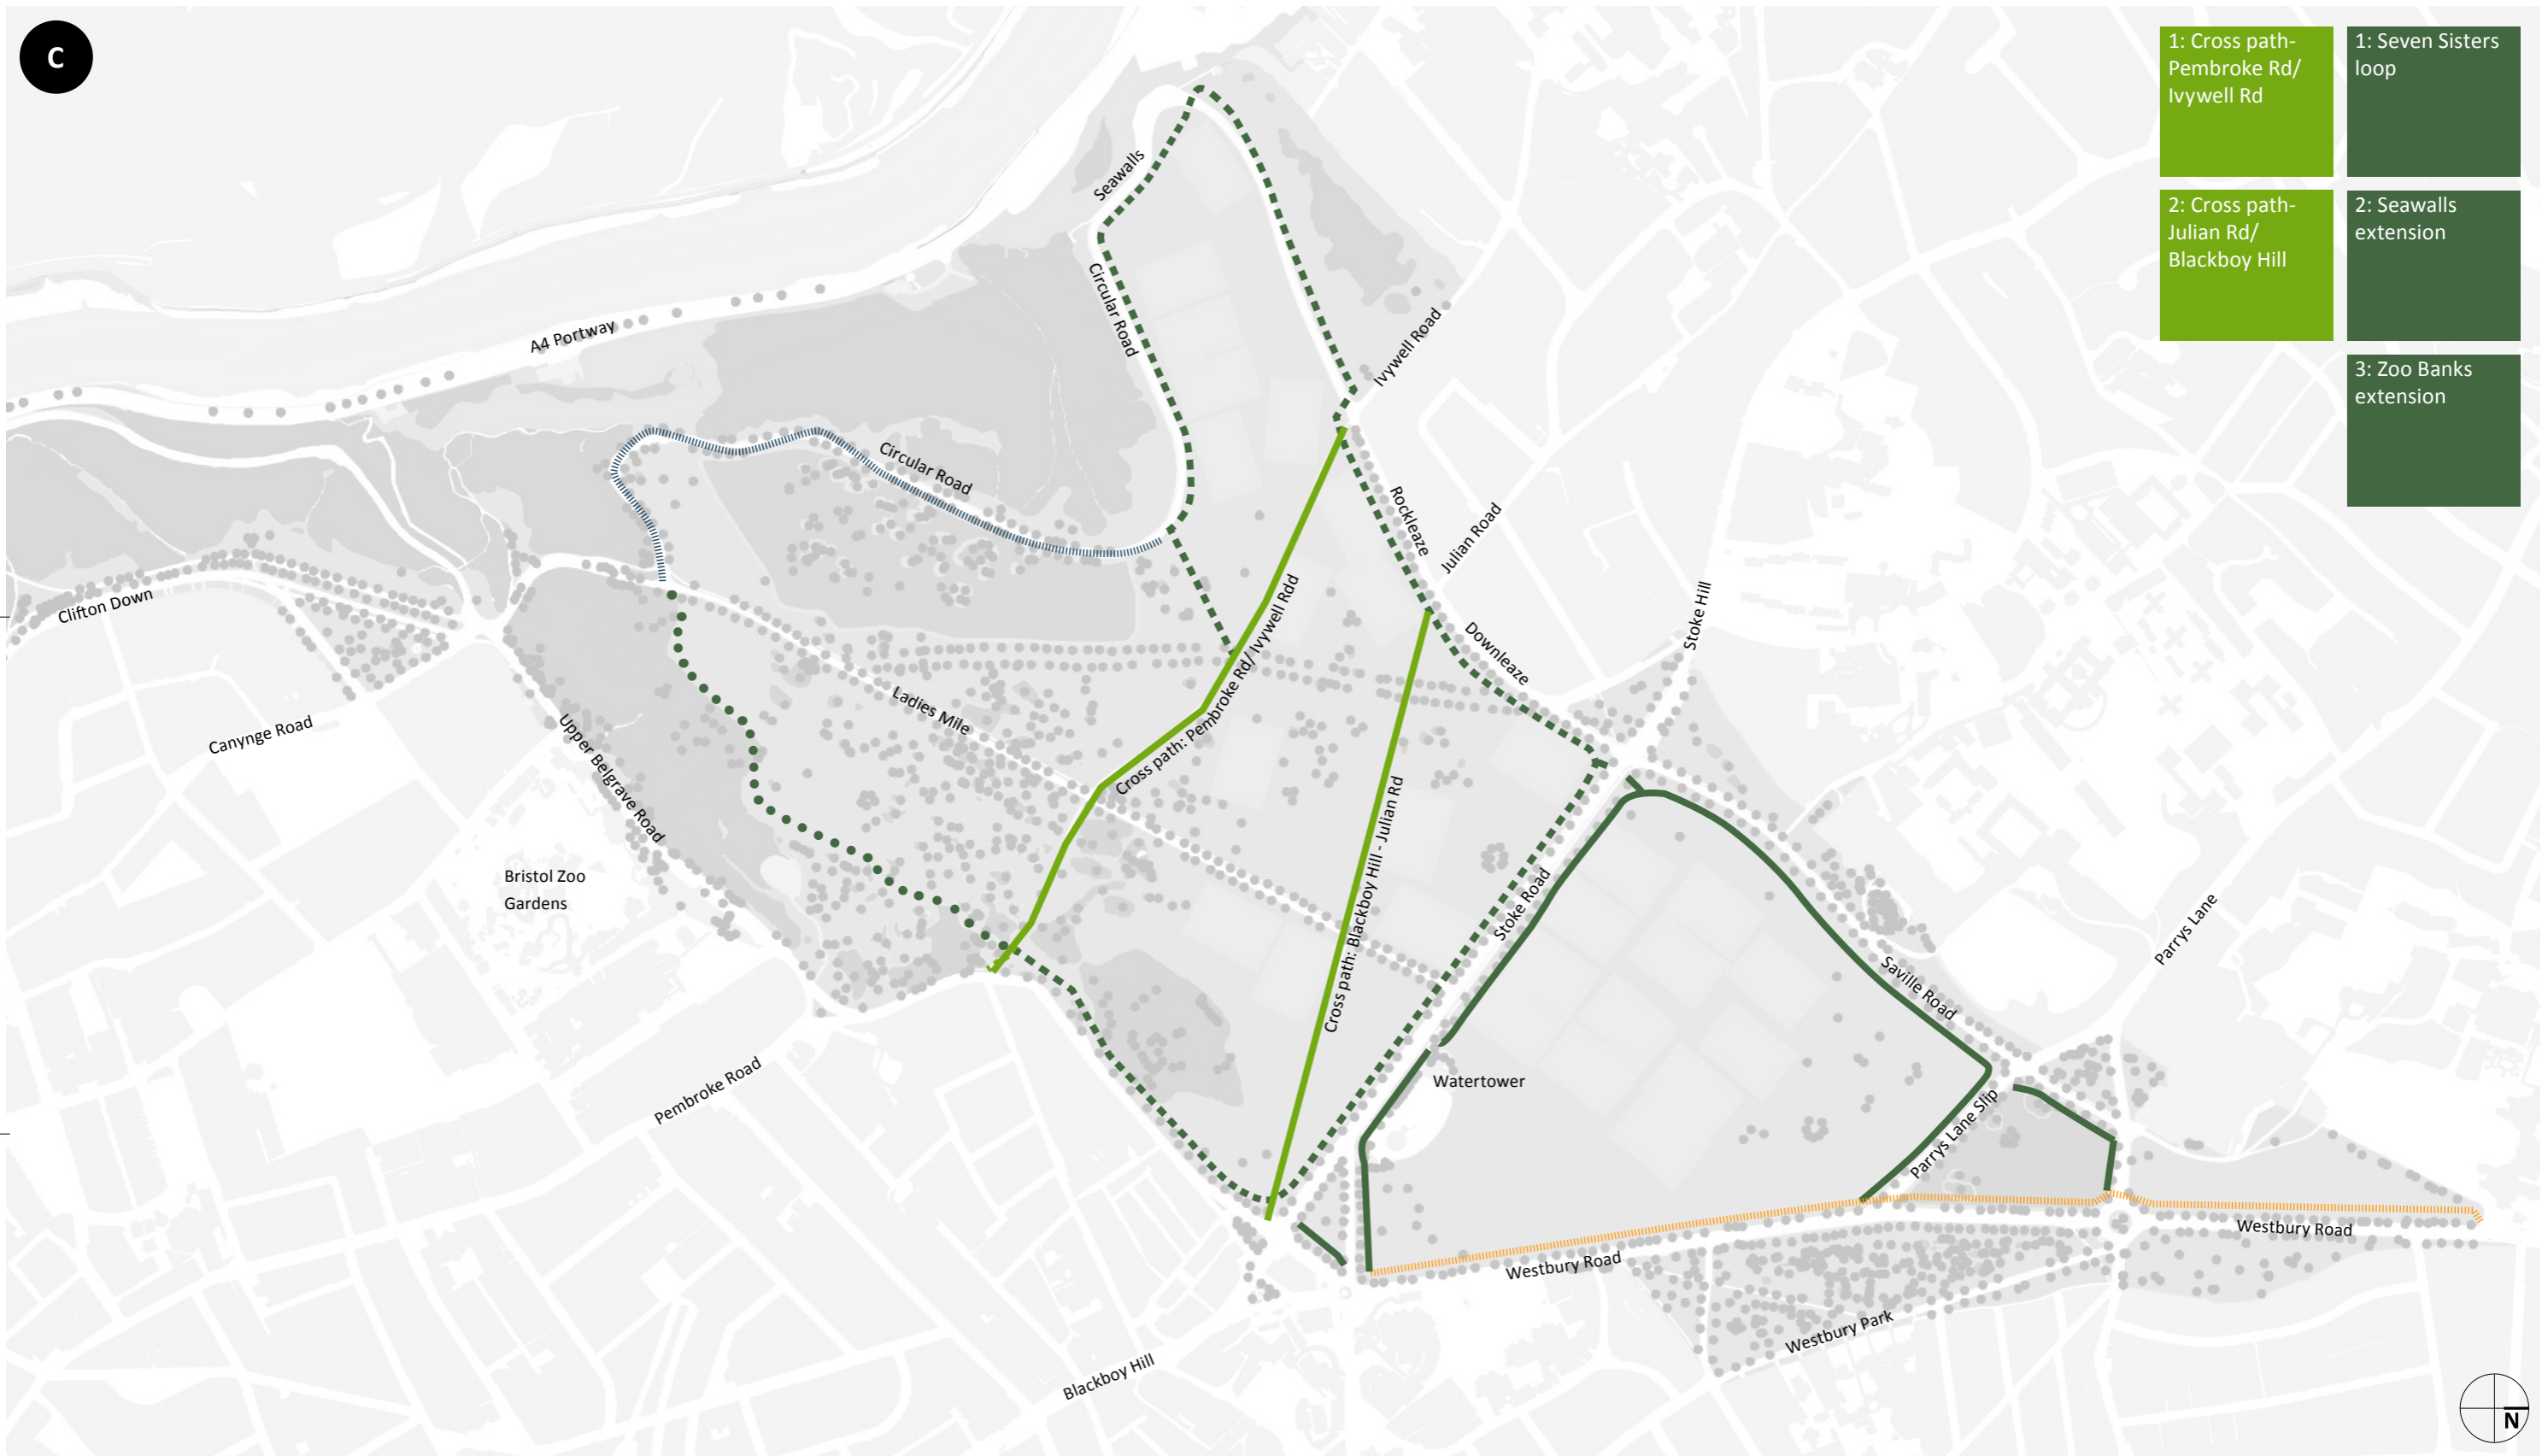 C
1: Cross path-
Pembroke Rd/
Ivywell Rd
1: Seven Sisters
loop
2: Cross path-
Julian Rd/
Blackboy Hill
2: Seawalls
extension
3: Zoo Banks
extension
Seawalls
Circular Road
A4 Portway
Ivywell Road
Circular Road
Rockleaze
Julian Road
Clifton Down
Stoke Hill
Downleaze
Cross path: Pembroke Rd/ Ivywell Rdd
Ladies Mile
Canynge Road
Upper Belgrave Road
Cross path: Blackboy Hill - Julian Rd
Bristol Zoo
Gardens
Stoke Road
Parrys Lane
Saville Road
Watertower
Pembroke Road
Parrys Lane Slip
Westbury Road
Westbury Road
Westbury Park
Blackboy Hill
N